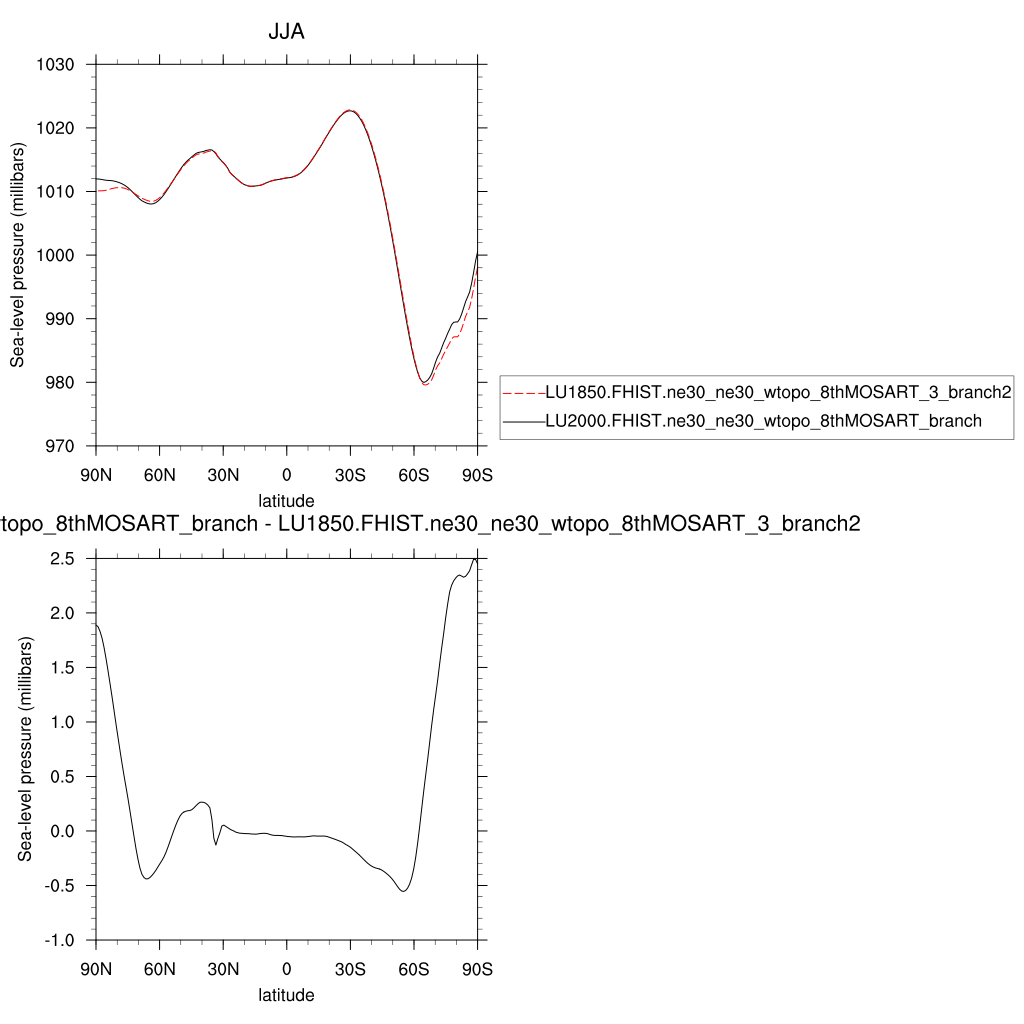 JJA
1030
1020
1010
1000
990
980
970
Sea-level pressure (millibars)
90N 60N 30N 0 30S 60S 90S
latitude
LU1850.FHIST.ne30_ne30_wtopo_8thMOSART_3_branch2
LU2000.FHIST.ne30_ne30_wtopo_8thMOSART_branch
topo_8thMOSART_branch - LU1850.FHIST.ne30_ne30_wtopo_8thMOSART_3_branch2
2.5
2.0
1.5
1.0
0.5
0.0
-0.5
-1.0
Sea-level pressure (millibars)
90N 60N 30N 0 30S 60S 90S
latitude